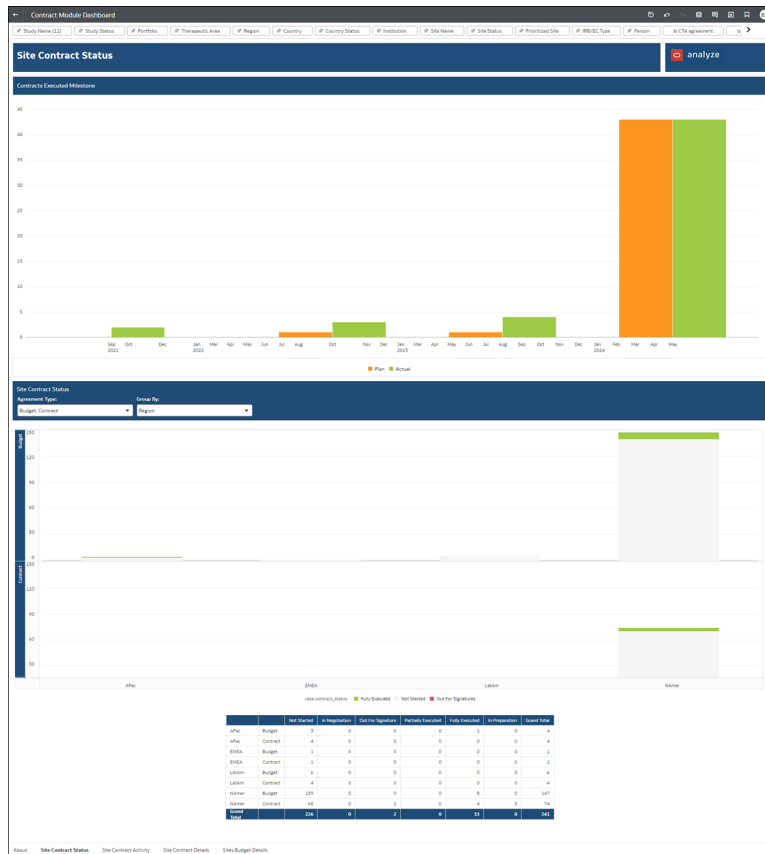 ← Contract Module Dashboard
Study Name (11) Study Status Portfolio Therapeutic Area Region Country Country Status Institution Site Name Site Status Prioritized Site IRB/EC Type Person Is CTA agreement
Site Contract Status
analyze
Contracts Executed Milestone
45
40
35
30
25
20
15
10
5
0
Sep Oct Dec Jan Mar Apr May Jun Jul Aug Oct Nov Dec Jan Mar Apr May Jun Jul Aug Sep Oct Nov Dec Jan Feb Mar Apr May
2021 2022 2023 2024
Plan Actual
Site Contract Status
Agreement Type: Group By:
Budget, Contract Region
Budget
150
120
90
60
30
0
Contract
150
120
90
60
30
APac EMEA LatAm NAmer
case.contract_status Fully Executed Not Started Out For Signatures
Not Started In Negotiation Out For Signature Partially Executed Fully Executed In Preparation Grand Total
APac Budget 3 0 0 0 1 0 4
APac Contract 4 0 0 0 0 0 4
EMEA Budget 1 0 0 0 0 0 1
EMEA Contract 1 0 0 0 0 0 1
LatAm Budget 6 0 0 0 0 0 6
LatAm Contract 4 0 0 0 0 0 4
NAmer Budget 139 0 0 0 8 0 147
NAmer Contract 68 0 2 0 4 0 74
Grand Total 226 0 2 0 13 0 241
About Site Contract Status Site Contract Activity Site Contract Details Sites Budget Details